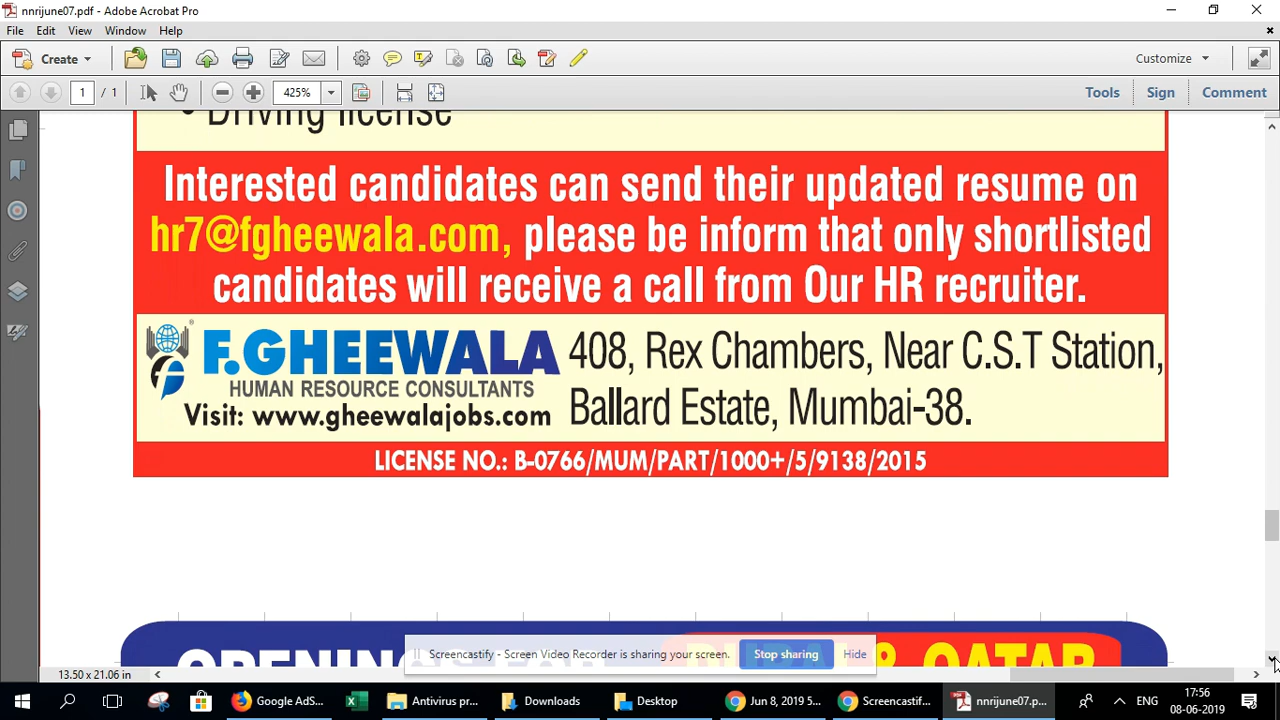 nnrijune07.pdf - Adobe Acrobat Pro
File Edit View Window Help
Create Customize
1 / 1 425% Tools Sign Comment
• Driving license
Interested candidates can send their updated resume on
hr7@fgheewala.com, please be inform that only shortlisted
candidates will receive a call from Our HR recruiter.
F.GHEEWALA
HUMAN RESOURCE CONSULTANTS
Visit: www.gheewalajobs.com
408, Rex Chambers, Near C.S.T Station,
Ballard Estate, Mumbai-38.
LICENSE NO.: B-0766/MUM/PART/1000+/5/9138/2015
OPENINGS FOR & QATAR
Screencastify - Screen Video Recorder is sharing your screen. Stop sharing Hide
13.50 x 21.06 in
Google AdS... Antivirus pr... Downloads Desktop Jun 8, 2019 5... Screencastif... nnrijune07.p... ENG 17:56
08-06-2019